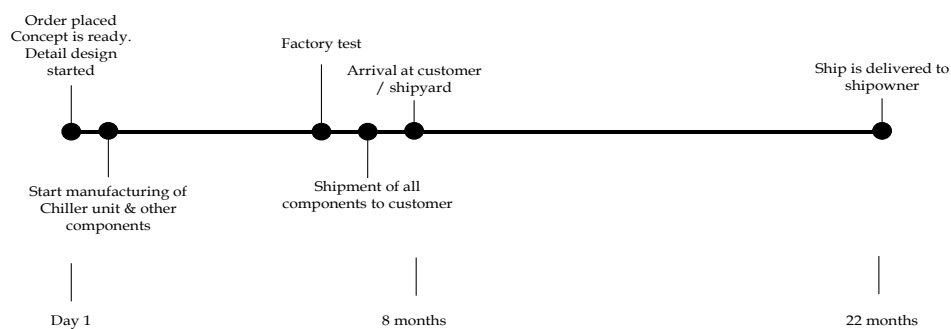 Order placed
Concept is ready.
Detail design
started
Factory test
Arrival at customer
/ shipyard
Ship is delivered to
shipowner
Start manufacturing of
Chiller unit & other
components
Shipment of all
components to customer
Day 1
8 months
22 months